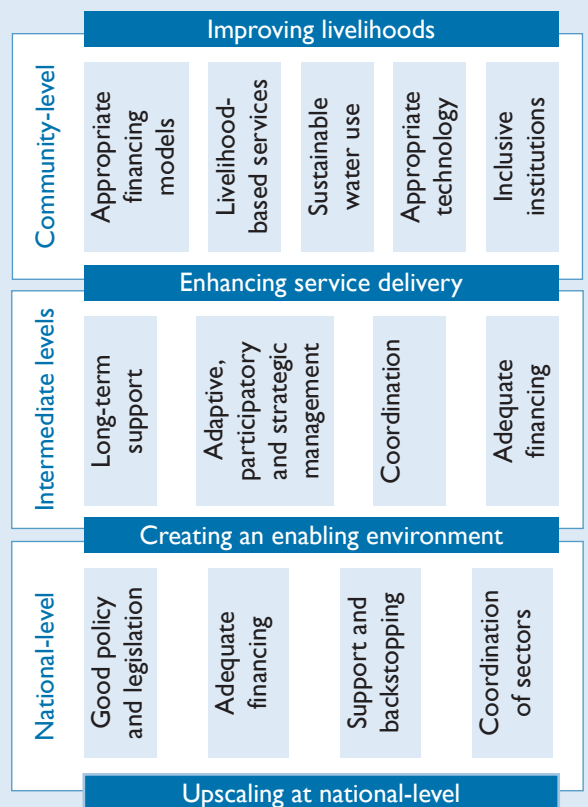 Improving livelihoods
Community-level
Appropriate
financing
models
Livelihood-
based services
Sustainable
water use
Appropriate
technology
Inclusive
institutions
Enhancing service delivery
Intermediate levels
Long-term
support
Adaptive,
participatory
and strategic
management
Coordination
Adequate
financing
Creating an enabling environment
National-level
Good policy
and legislation
Adequate
financing
Support and
backstopping
Coordination
of sectors
Upscaling at national-level